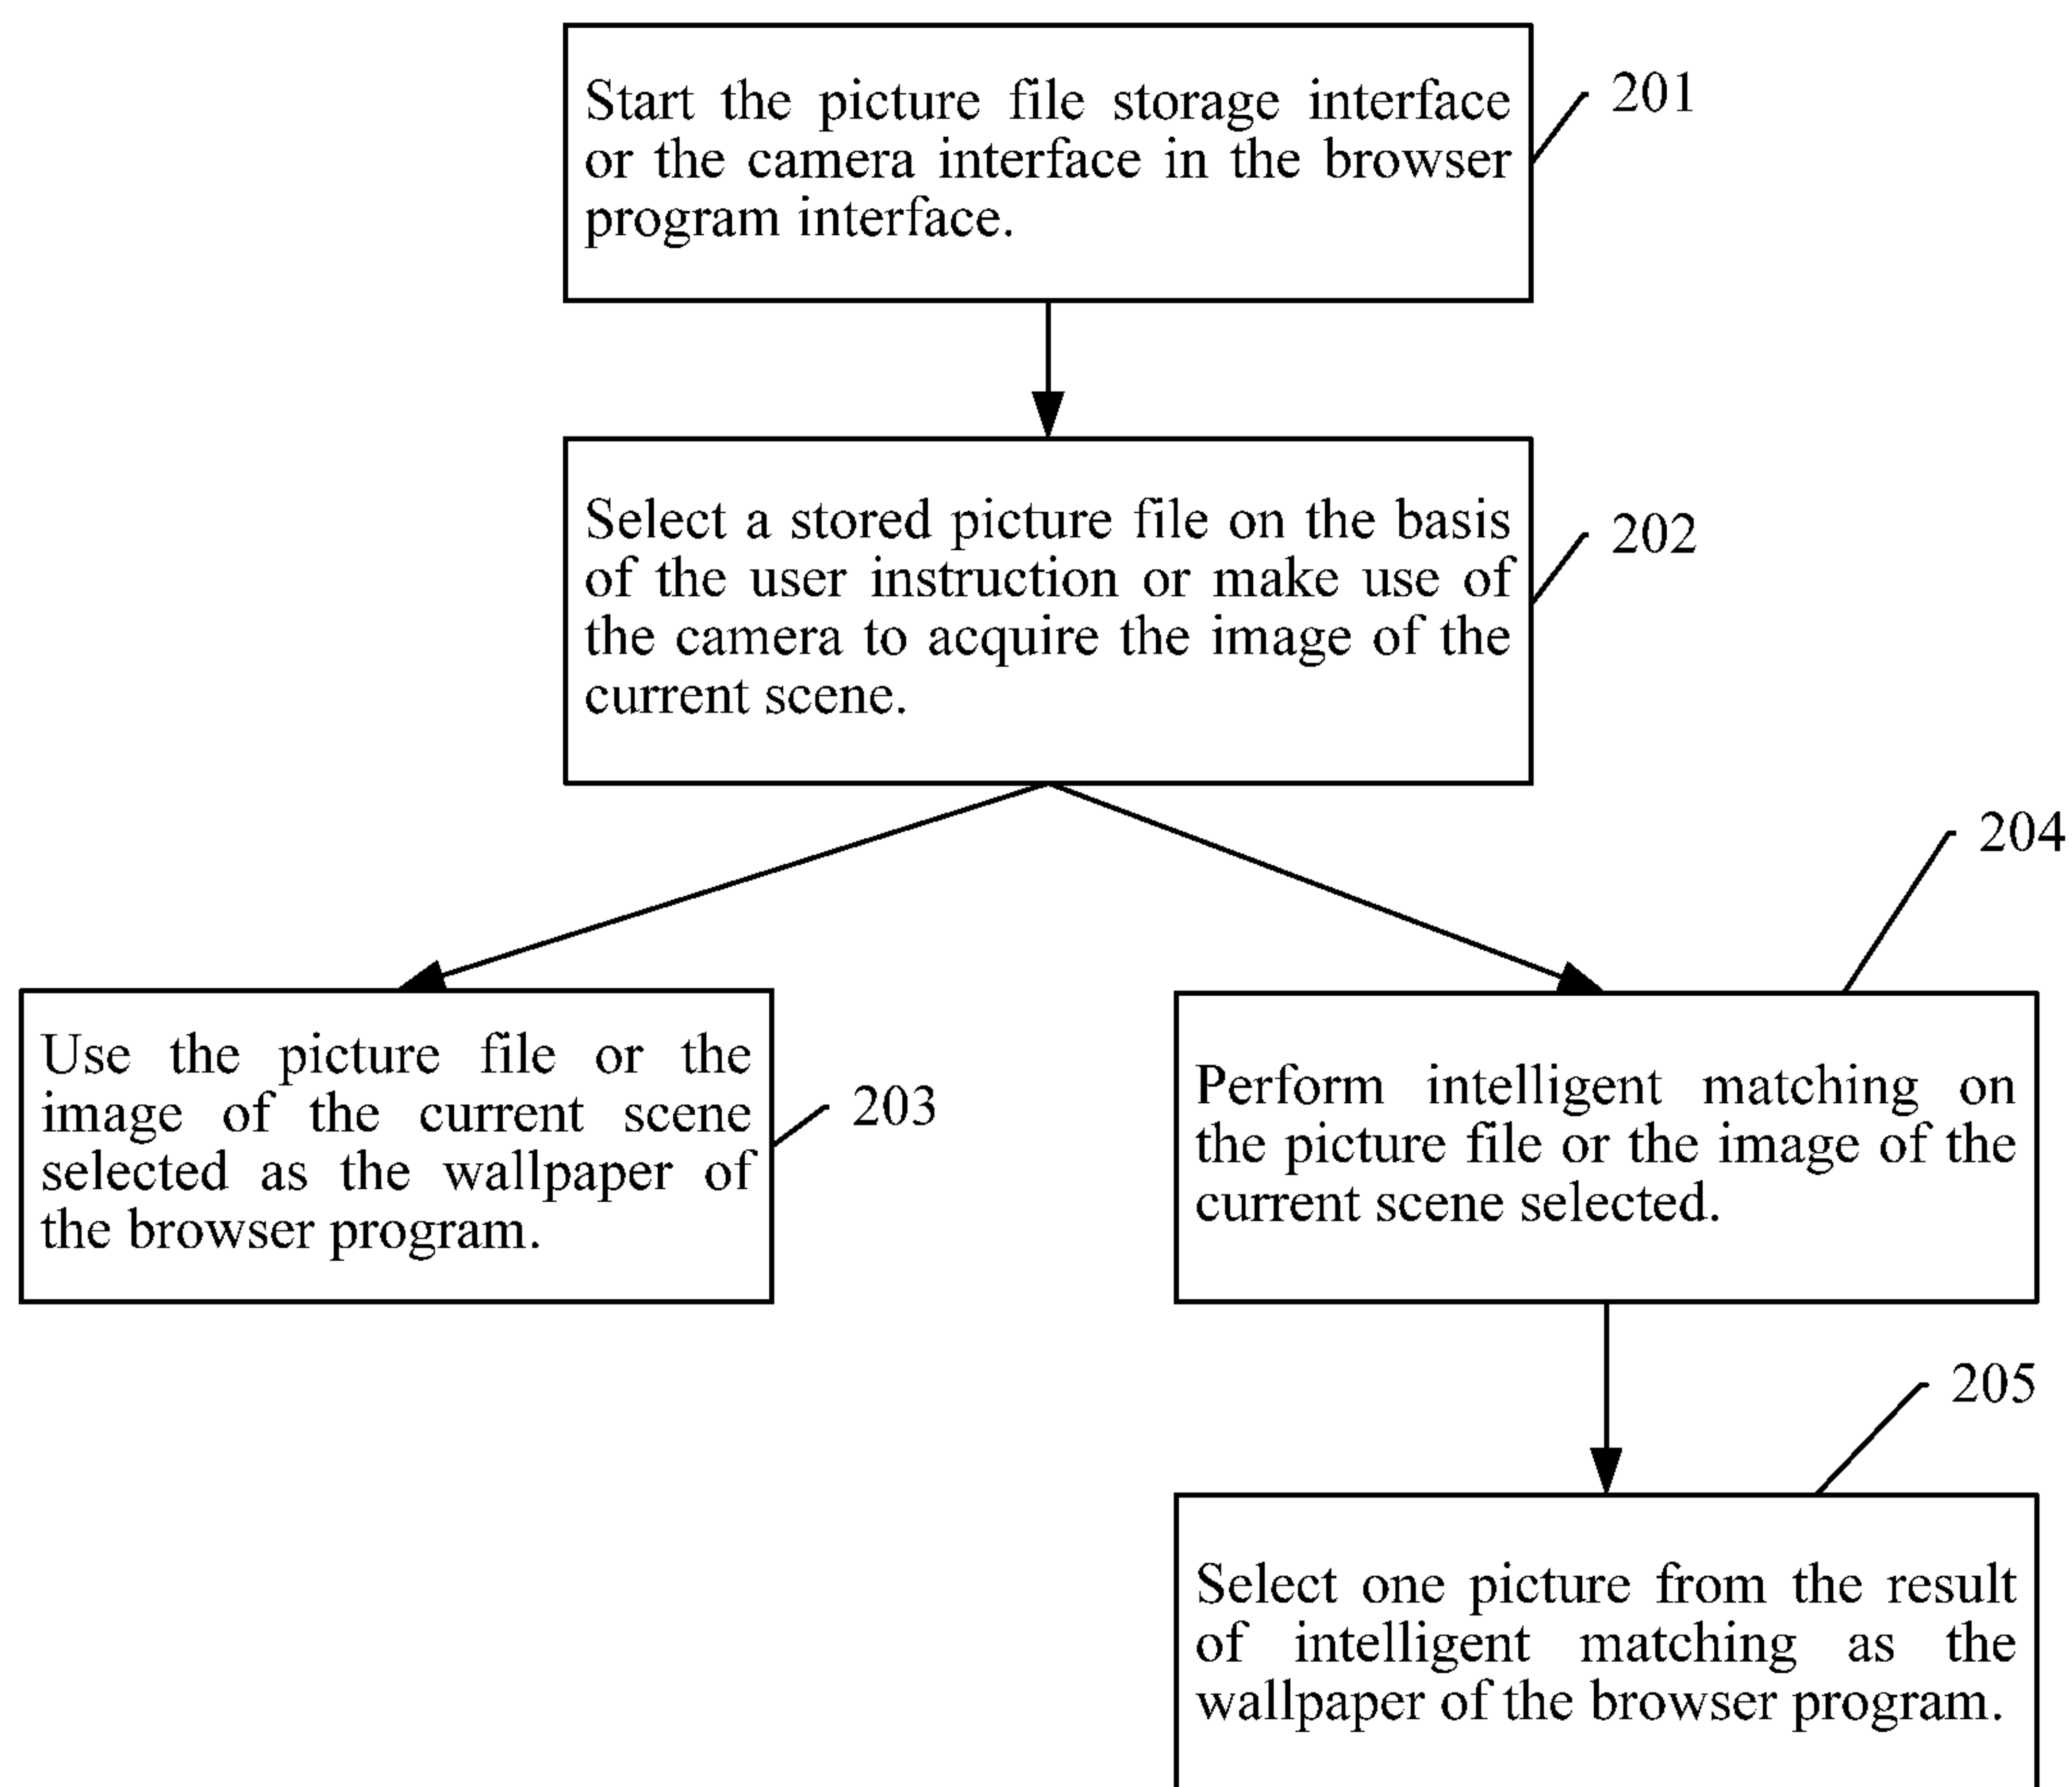 Start the picture file storage interface
or the camera interface in the browser
program interface.
201
Select a stored picture file on the basis
of the user instruction or make use of
the camera to acquire the image of the
current scene.
202
Use the picture file or the
image of the current scene
selected as the wallpaper of
the browser program.
203
204
Perform intelligent matching on
the picture file or the image of the
current scene selected.
205
Select one picture from the result
of intelligent matching as the
wallpaper of the browser program.